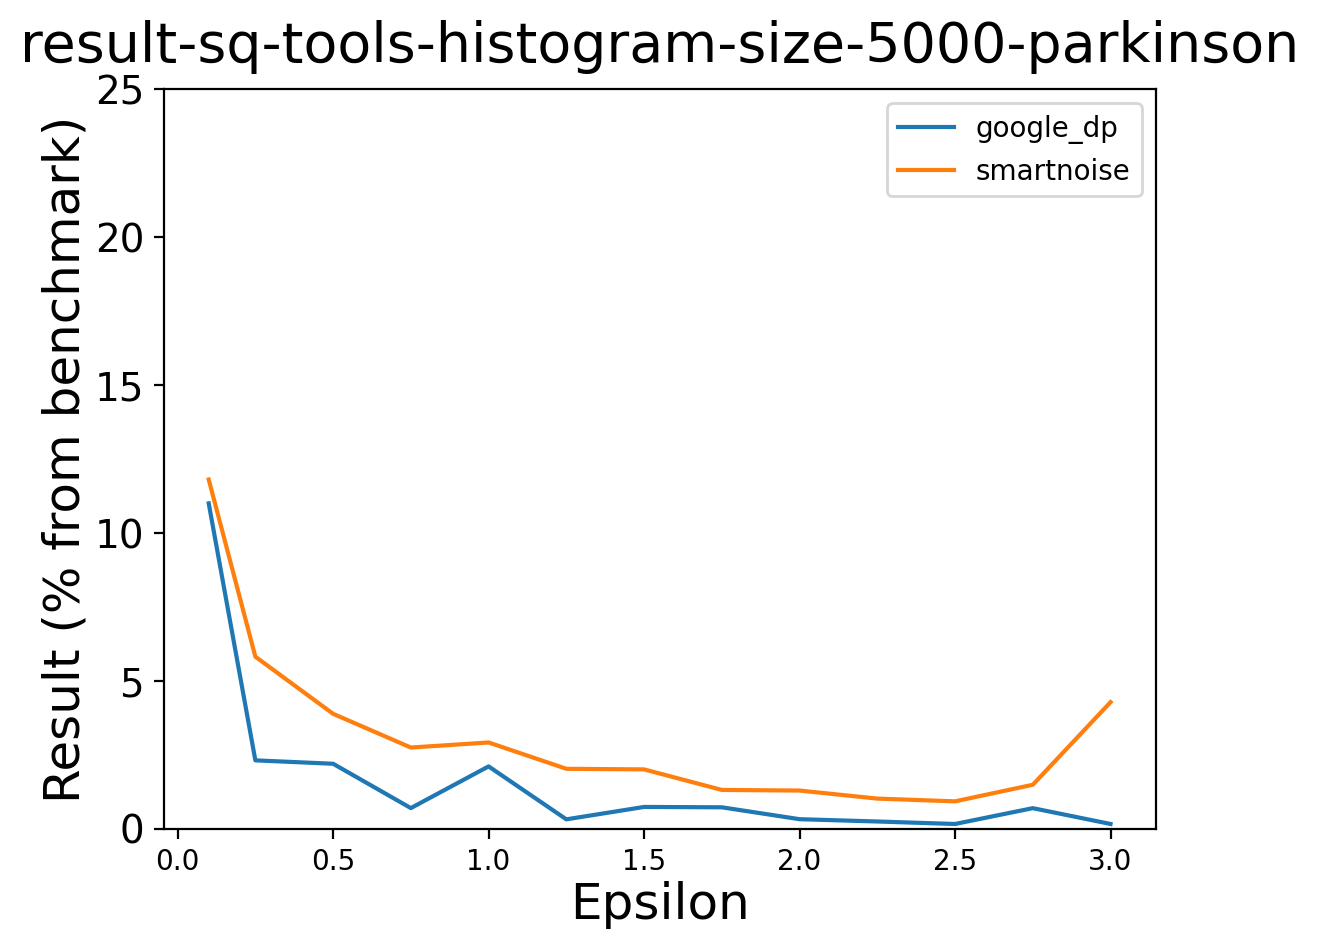 result-sq-tools-histogram-size-5000-parkinson
google_dp
smartnoise
Result (% from benchmark)
25
20
15
10
5
0
0.0 0.5 1.0 1.5 2.0 2.5 3.0
Epsilon